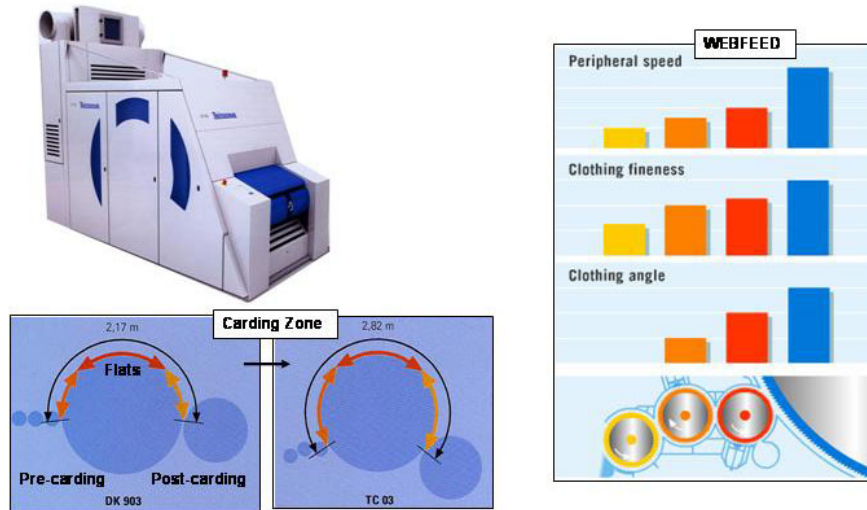 WEBFEED
Peripheral speed
Clothing fineness
Clothing angle
Carding Zone
2,17 m
2,82 m
Flats
Pre-carding
Post-carding
DK 903
TC 03